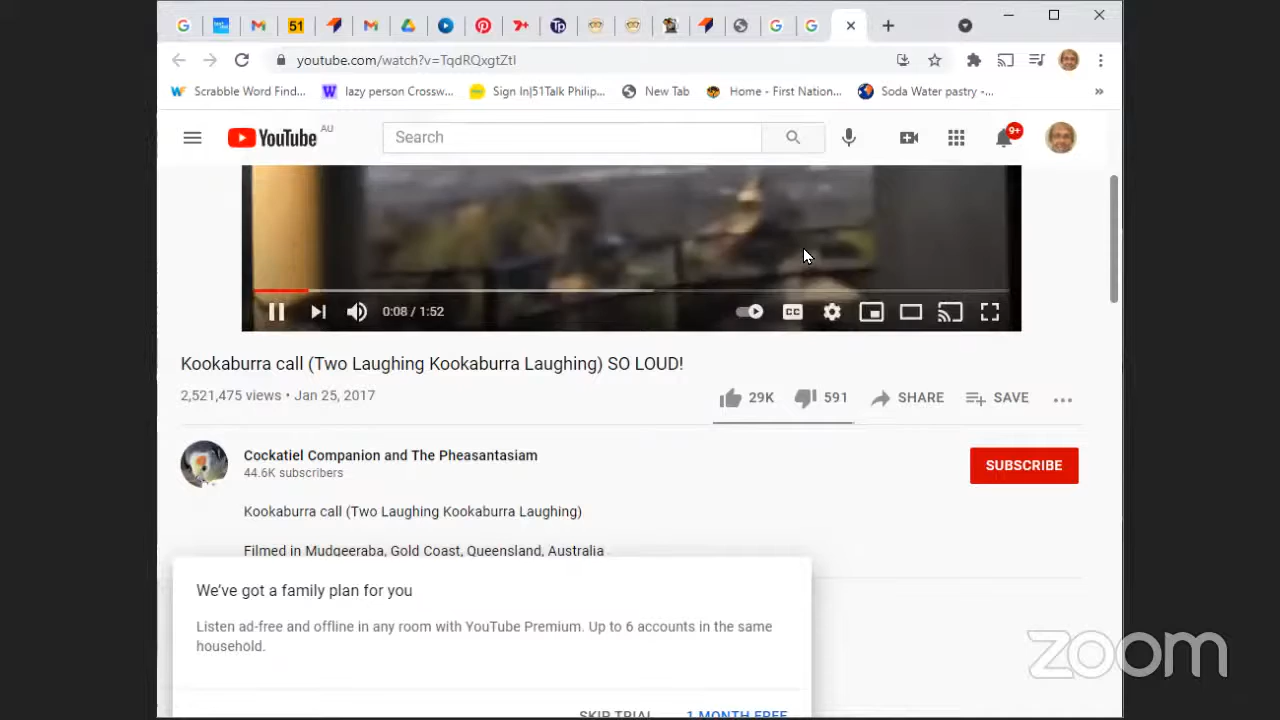 51
7+
Tp
youtube.com/watch?v=TqdRQxgtZtI
Scrabble Word Find...
lazy person Crossw...
Sign In|51Talk Philip...
New Tab
Home - First Nation...
Soda Water pastry -...
»
YouTube AU
Search
9+
0:08 / 1:52
CC
Kookaburra call (Two Laughing Kookaburra Laughing) SO LOUD!
2,521,475 views • Jan 25, 2017
29K
591
SHARE
SAVE
Cockatiel Companion and The Pheasantasiam
44.6K subscribers
SUBSCRIBE
Kookaburra call (Two Laughing Kookaburra Laughing)
Filmed in Mudgeeraba, Gold Coast, Queensland, Australia
We've got a family plan for you
Listen ad-free and offline in any room with YouTube Premium. Up to 6 accounts in the same
household.
SKIP TRIAL
1 MONTH FREE
zoom